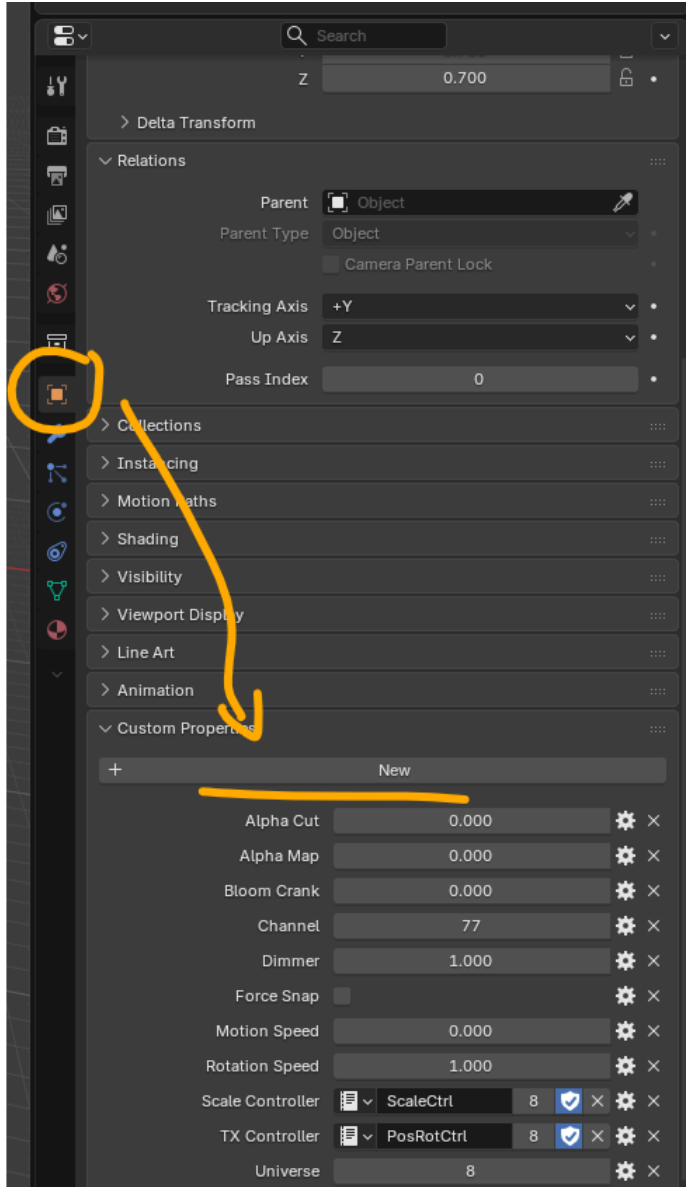 Search
Z 0.700
Delta Transform
Relations
Parent Object
Parent Type Object
Camera Parent Lock
Tracking Axis +Y
Up Axis Z
Pass Index 0
Collections
Instancing
Motion Paths
Shading
Visibility
Viewport Display
Line Art
Animation
Custom Properties
+ New
Alpha Cut 0.000
Alpha Map 0.000
Bloom Crank 0.000
Channel 77
Dimmer 1.000
Force Snap
Motion Speed 0.000
Rotation Speed 1.000
Scale Controller ScaleCtrl 8
TX Controller PosRotCtrl 8
Universe 8